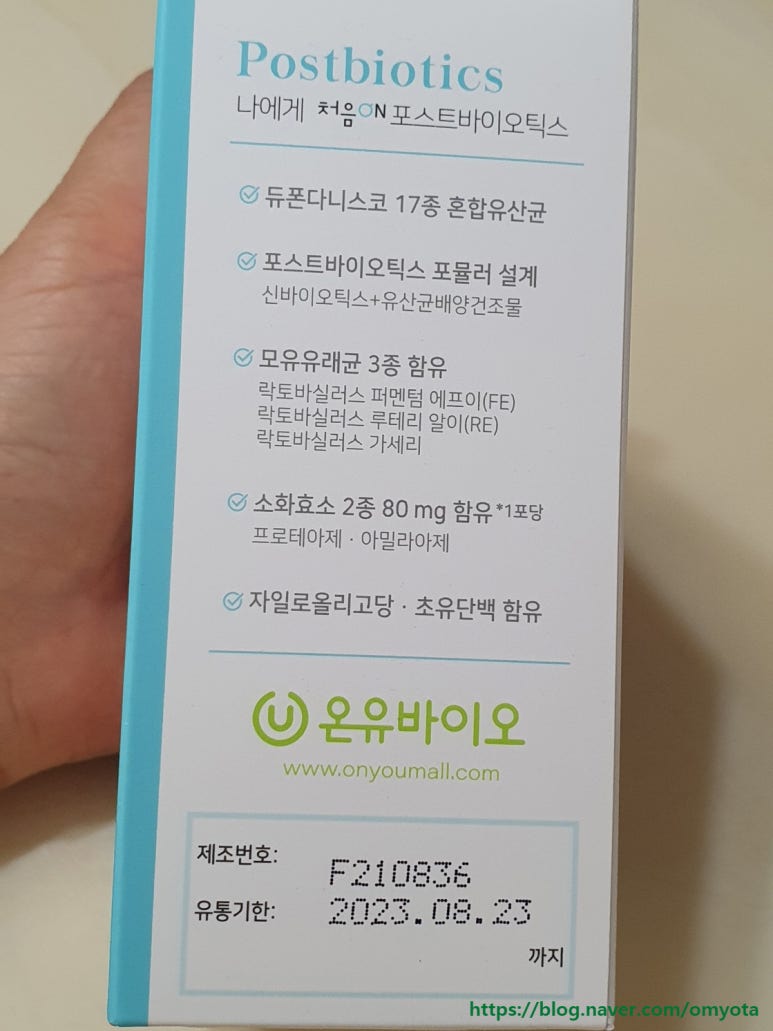 Postbiotics
나에게 처음ON 포스트바이오틱스
듀폰다니스코 17종 혼합유산균
포스트바이오틱스 포뮬러 설계
신바이오틱스+유산균배양건조물
모유유래균 3종 함유
락토바실러스 퍼멘텀 에프이(FE)
락토바실러스 루테리 알이(RE)
락토바실러스 가세리
소화효소 2종 80 mg 함유 *1포당
프로테아제 · 아밀라아제
자일로올리고당 · 초유단백 함유
온유바이오
www.onyoumall.com
제조번호: F210836
유통기한: 2023.08.23
까지
https://blog.naver.com/omyota